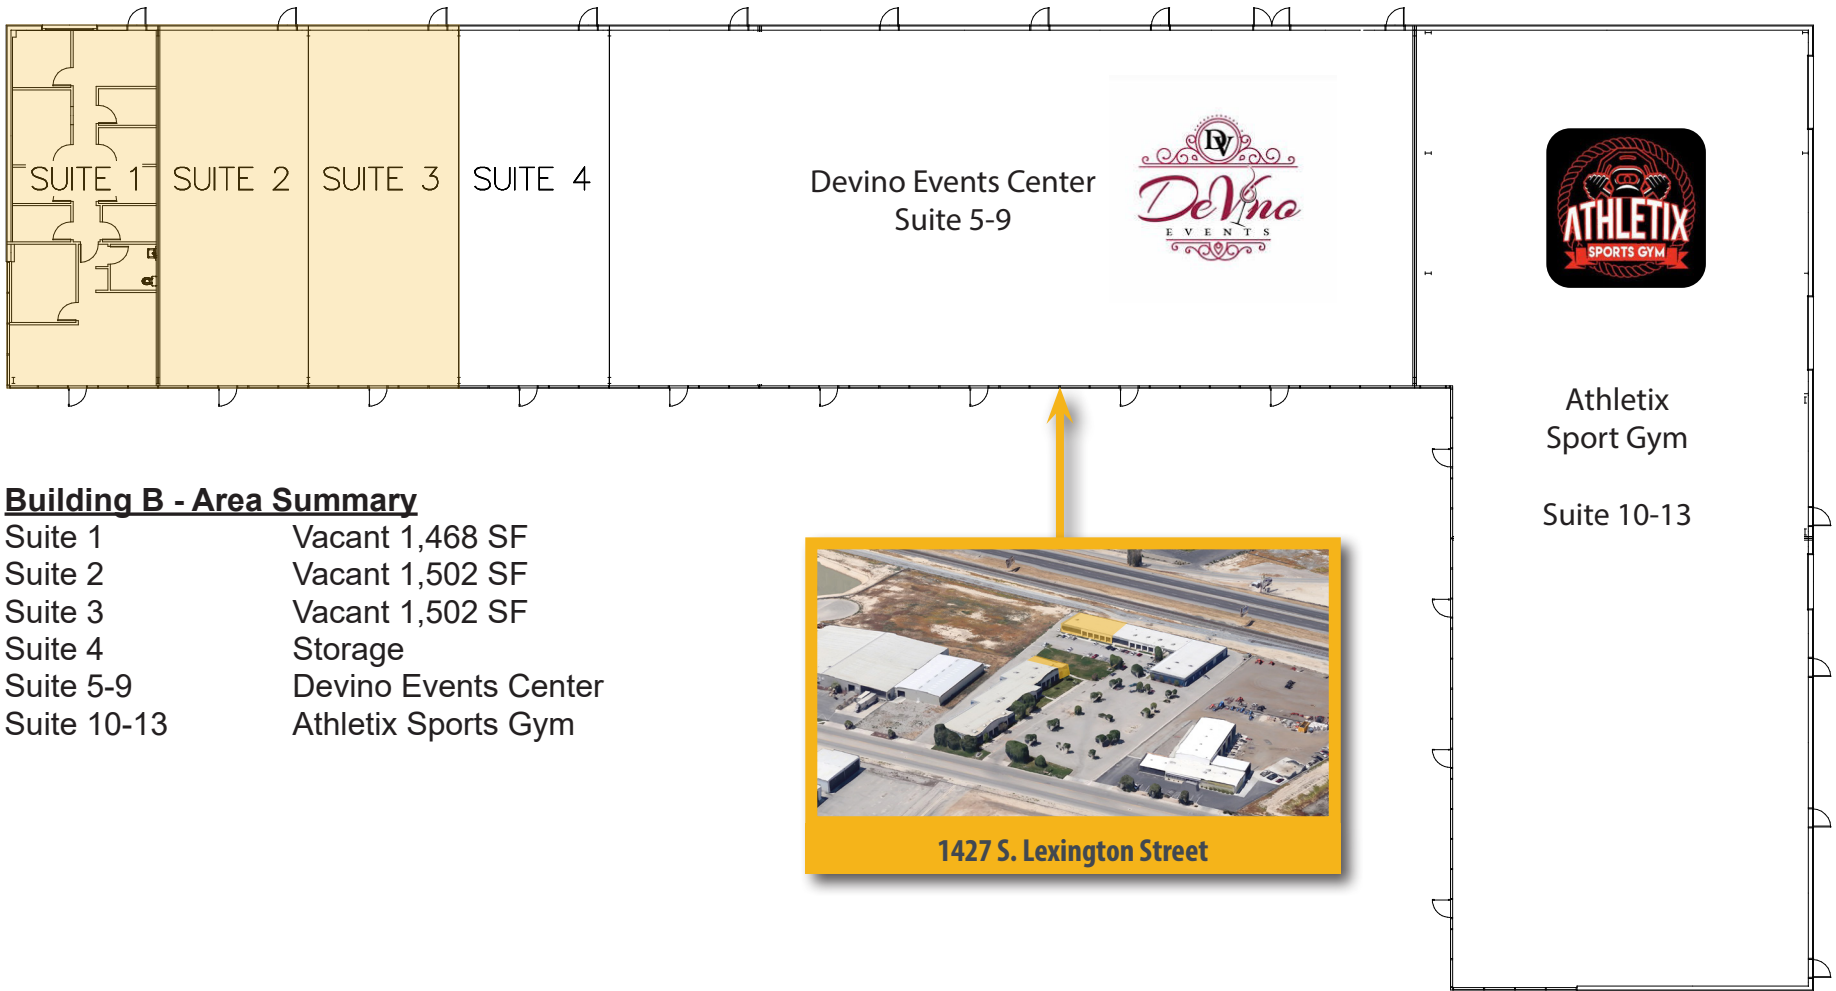 SUITE 1
SUITE 2
SUITE 3
SUITE 4
Devino Events Center
Suite 5-9
DV
DeVino
EVENTS
ATHLETIX
SPORTS GYM
Athletix
Sport Gym
Suite 10-13
Building B - Area Summary
Suite 1 Vacant 1,468 SF
Suite 2 Vacant 1,502 SF
Suite 3 Vacant 1,502 SF
Suite 4 Storage
Suite 5-9 Devino Events Center
Suite 10-13 Athletix Sports Gym
1427 S. Lexington Street